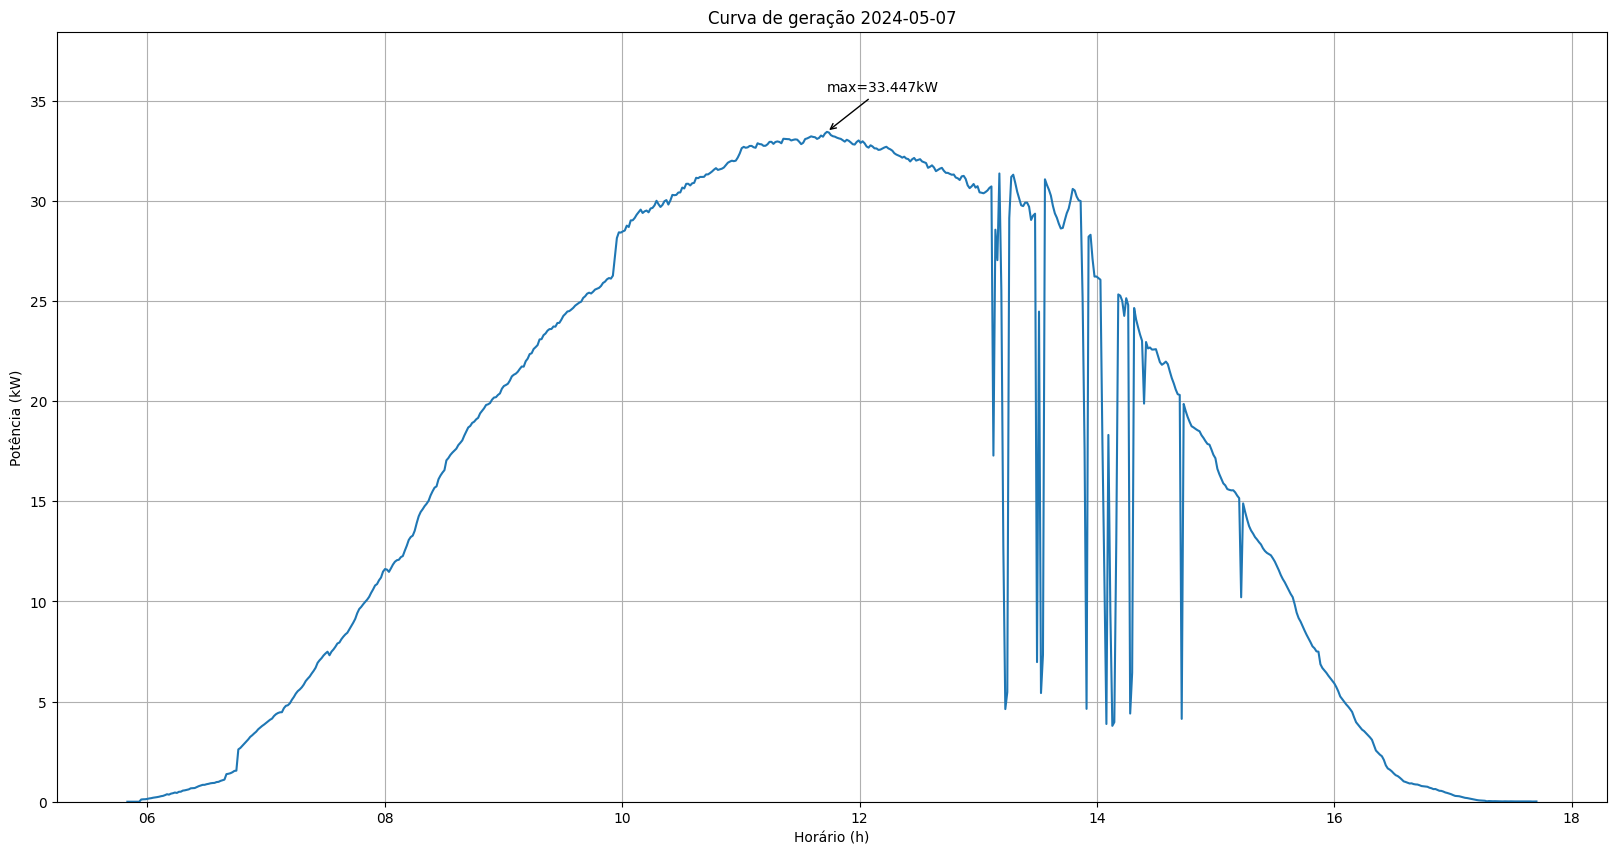 Curva de geração 2024-05-07
max=33.447kW
Potência (kW)
35
30
25
20
15
10
5
0
06 08 10 12 14 16 18
Horário (h)